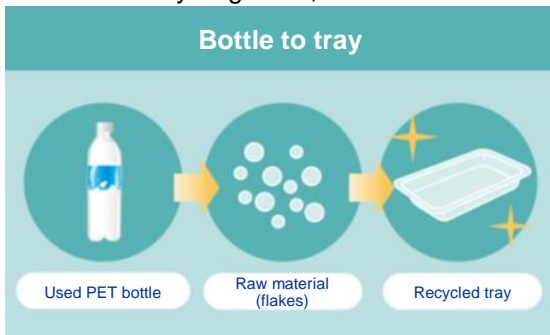 Bottle to tray
Used PET bottle
Raw material
(flakes)
Recycled tray